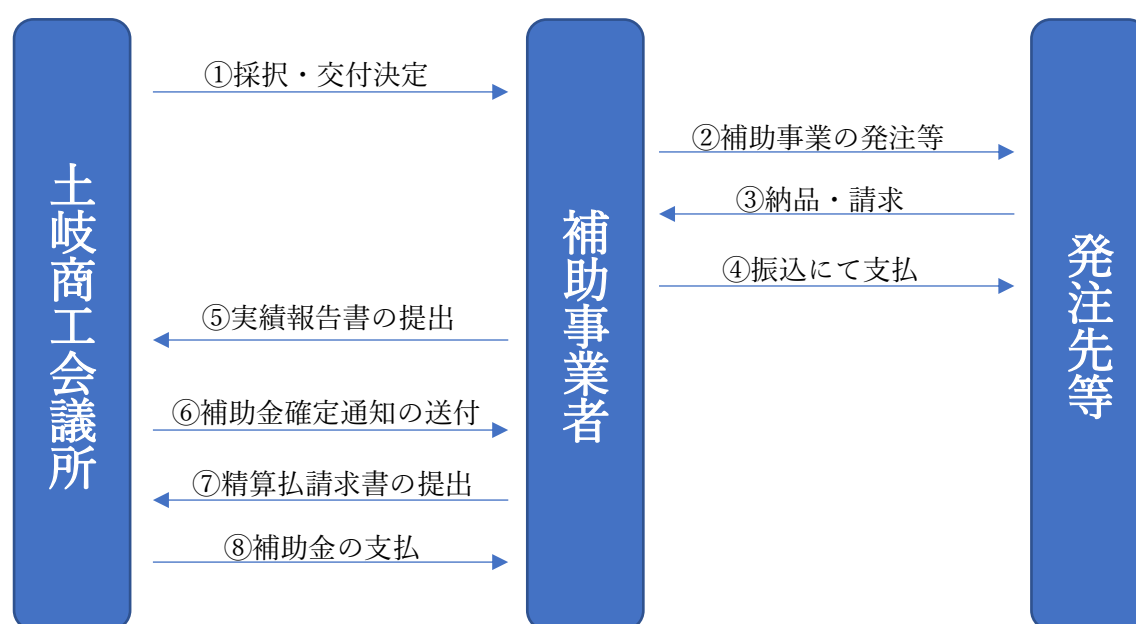 土岐商工会議所
補助事業者
発注先等
①採択・交付決定
②補助事業の発注等
③納品・請求
④振込にて支払
⑤実績報告書の提出
⑥補助金確定通知の送付
⑦精算払請求書の提出
⑧補助金の支払